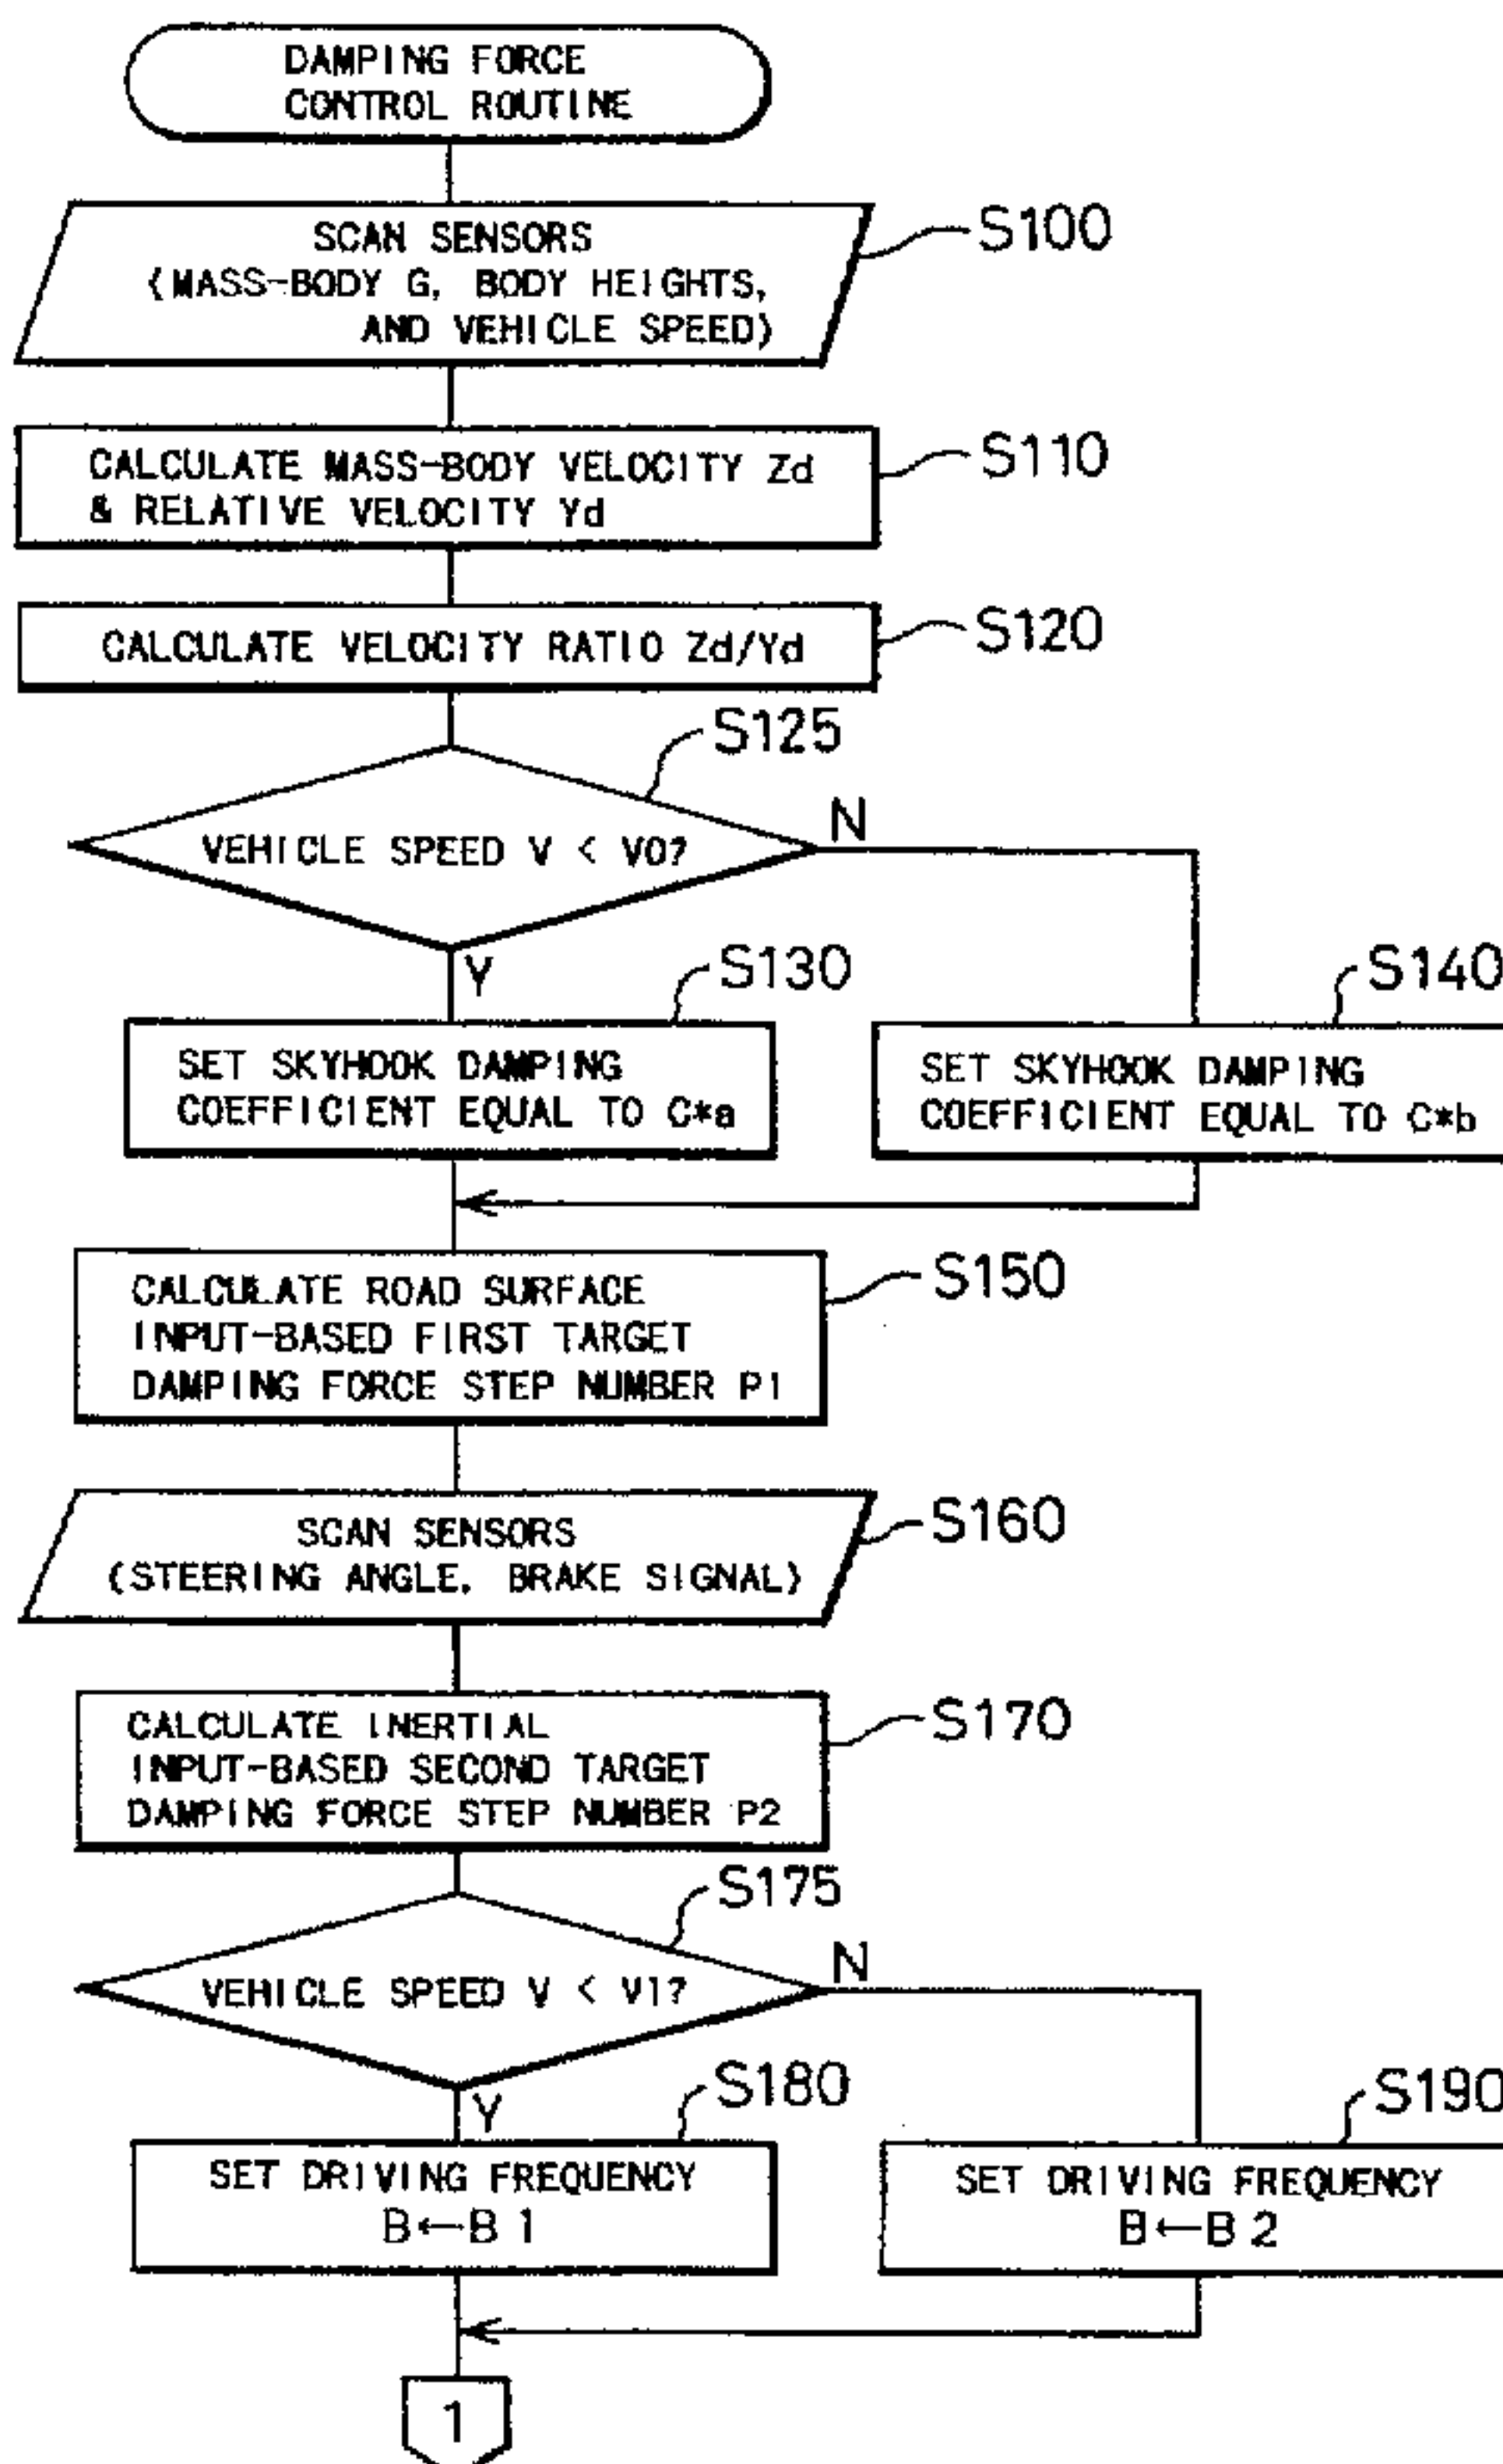 DAMPING FORCE
CONTROL ROUTINE
SCAN SENSORS
(MASS-BODY G, BODY HEIGHTS,
AND VEHICLE SPEED)
S100
CALCULATE MASS-BODY VELOCITY Zd
& RELATIVE VELOCITY Yd
S110
CALCULATE VELOCITY RATIO Zd/Yd
S120
S125
VEHICLE SPEED V < V0?
N
Y
S130
SET SKYHOOK DAMPING
COEFFICIENT EQUAL TO C*a
S140
SET SKYHOOK DAMPING
COEFFICIENT EQUAL TO C*b
CALCULATE ROAD SURFACE
INPUT-BASED FIRST TARGET
DAMPING FORCE STEP NUMBER P1
S150
SCAN SENSORS
(STEERING ANGLE, BRAKE SIGNAL)
S160
CALCULATE INERTIAL
INPUT-BASED SECOND TARGET
DAMPING FORCE STEP NUMBER P2
S170
S175
VEHICLE SPEED V < V1?
N
Y
S180
SET DRIVING FREQUENCY
B←B1
S190
SET DRIVING FREQUENCY
B←B2
1